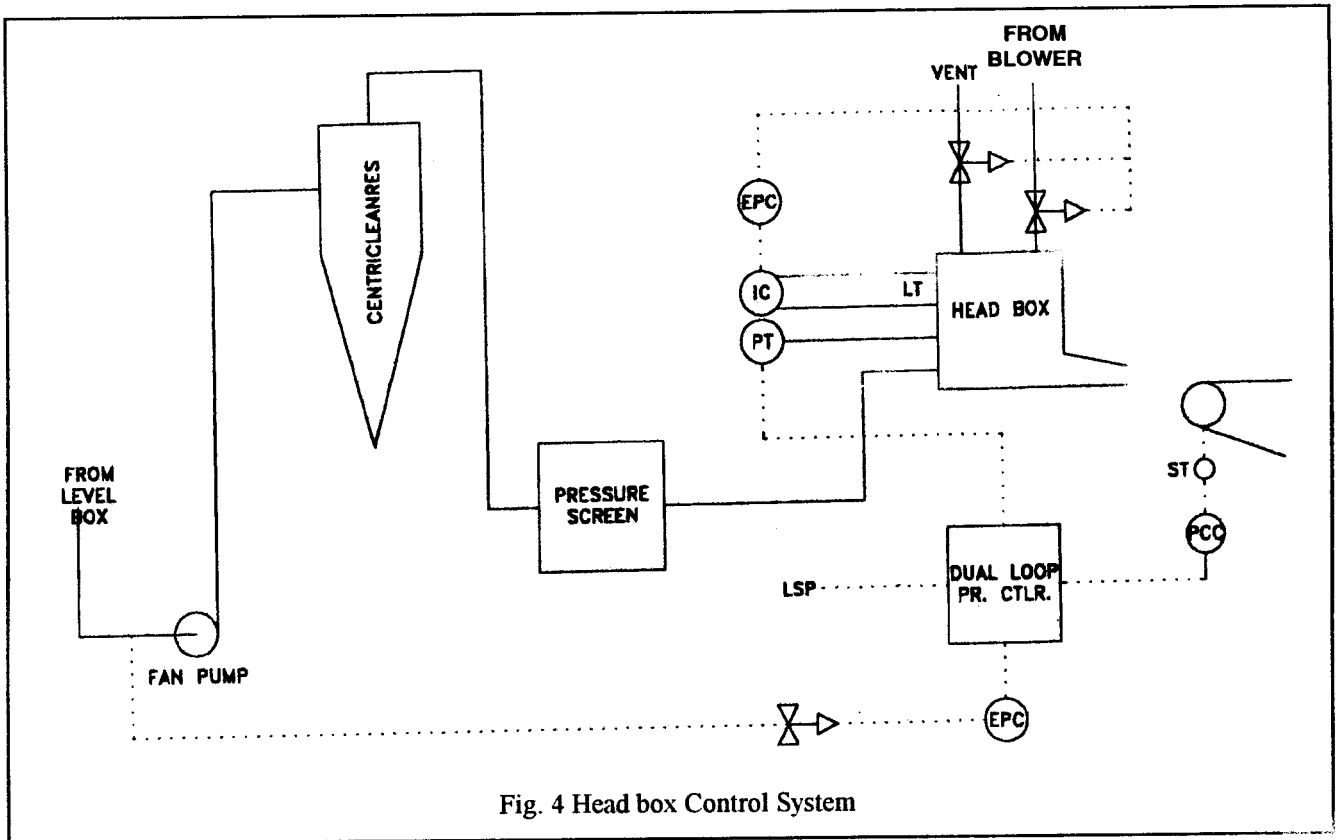 FROM
BLOWER
VENT
CENTRICLEANRES
EPC
IC
LT
PT
HEAD BOX
FROM
LEVEL
BOX
PRESSURE
SCREEN
ST
PCC
LSP
DUAL LOOP
PR. CTLR.
FAN PUMP
EPC
Fig. 4 Head box Control System